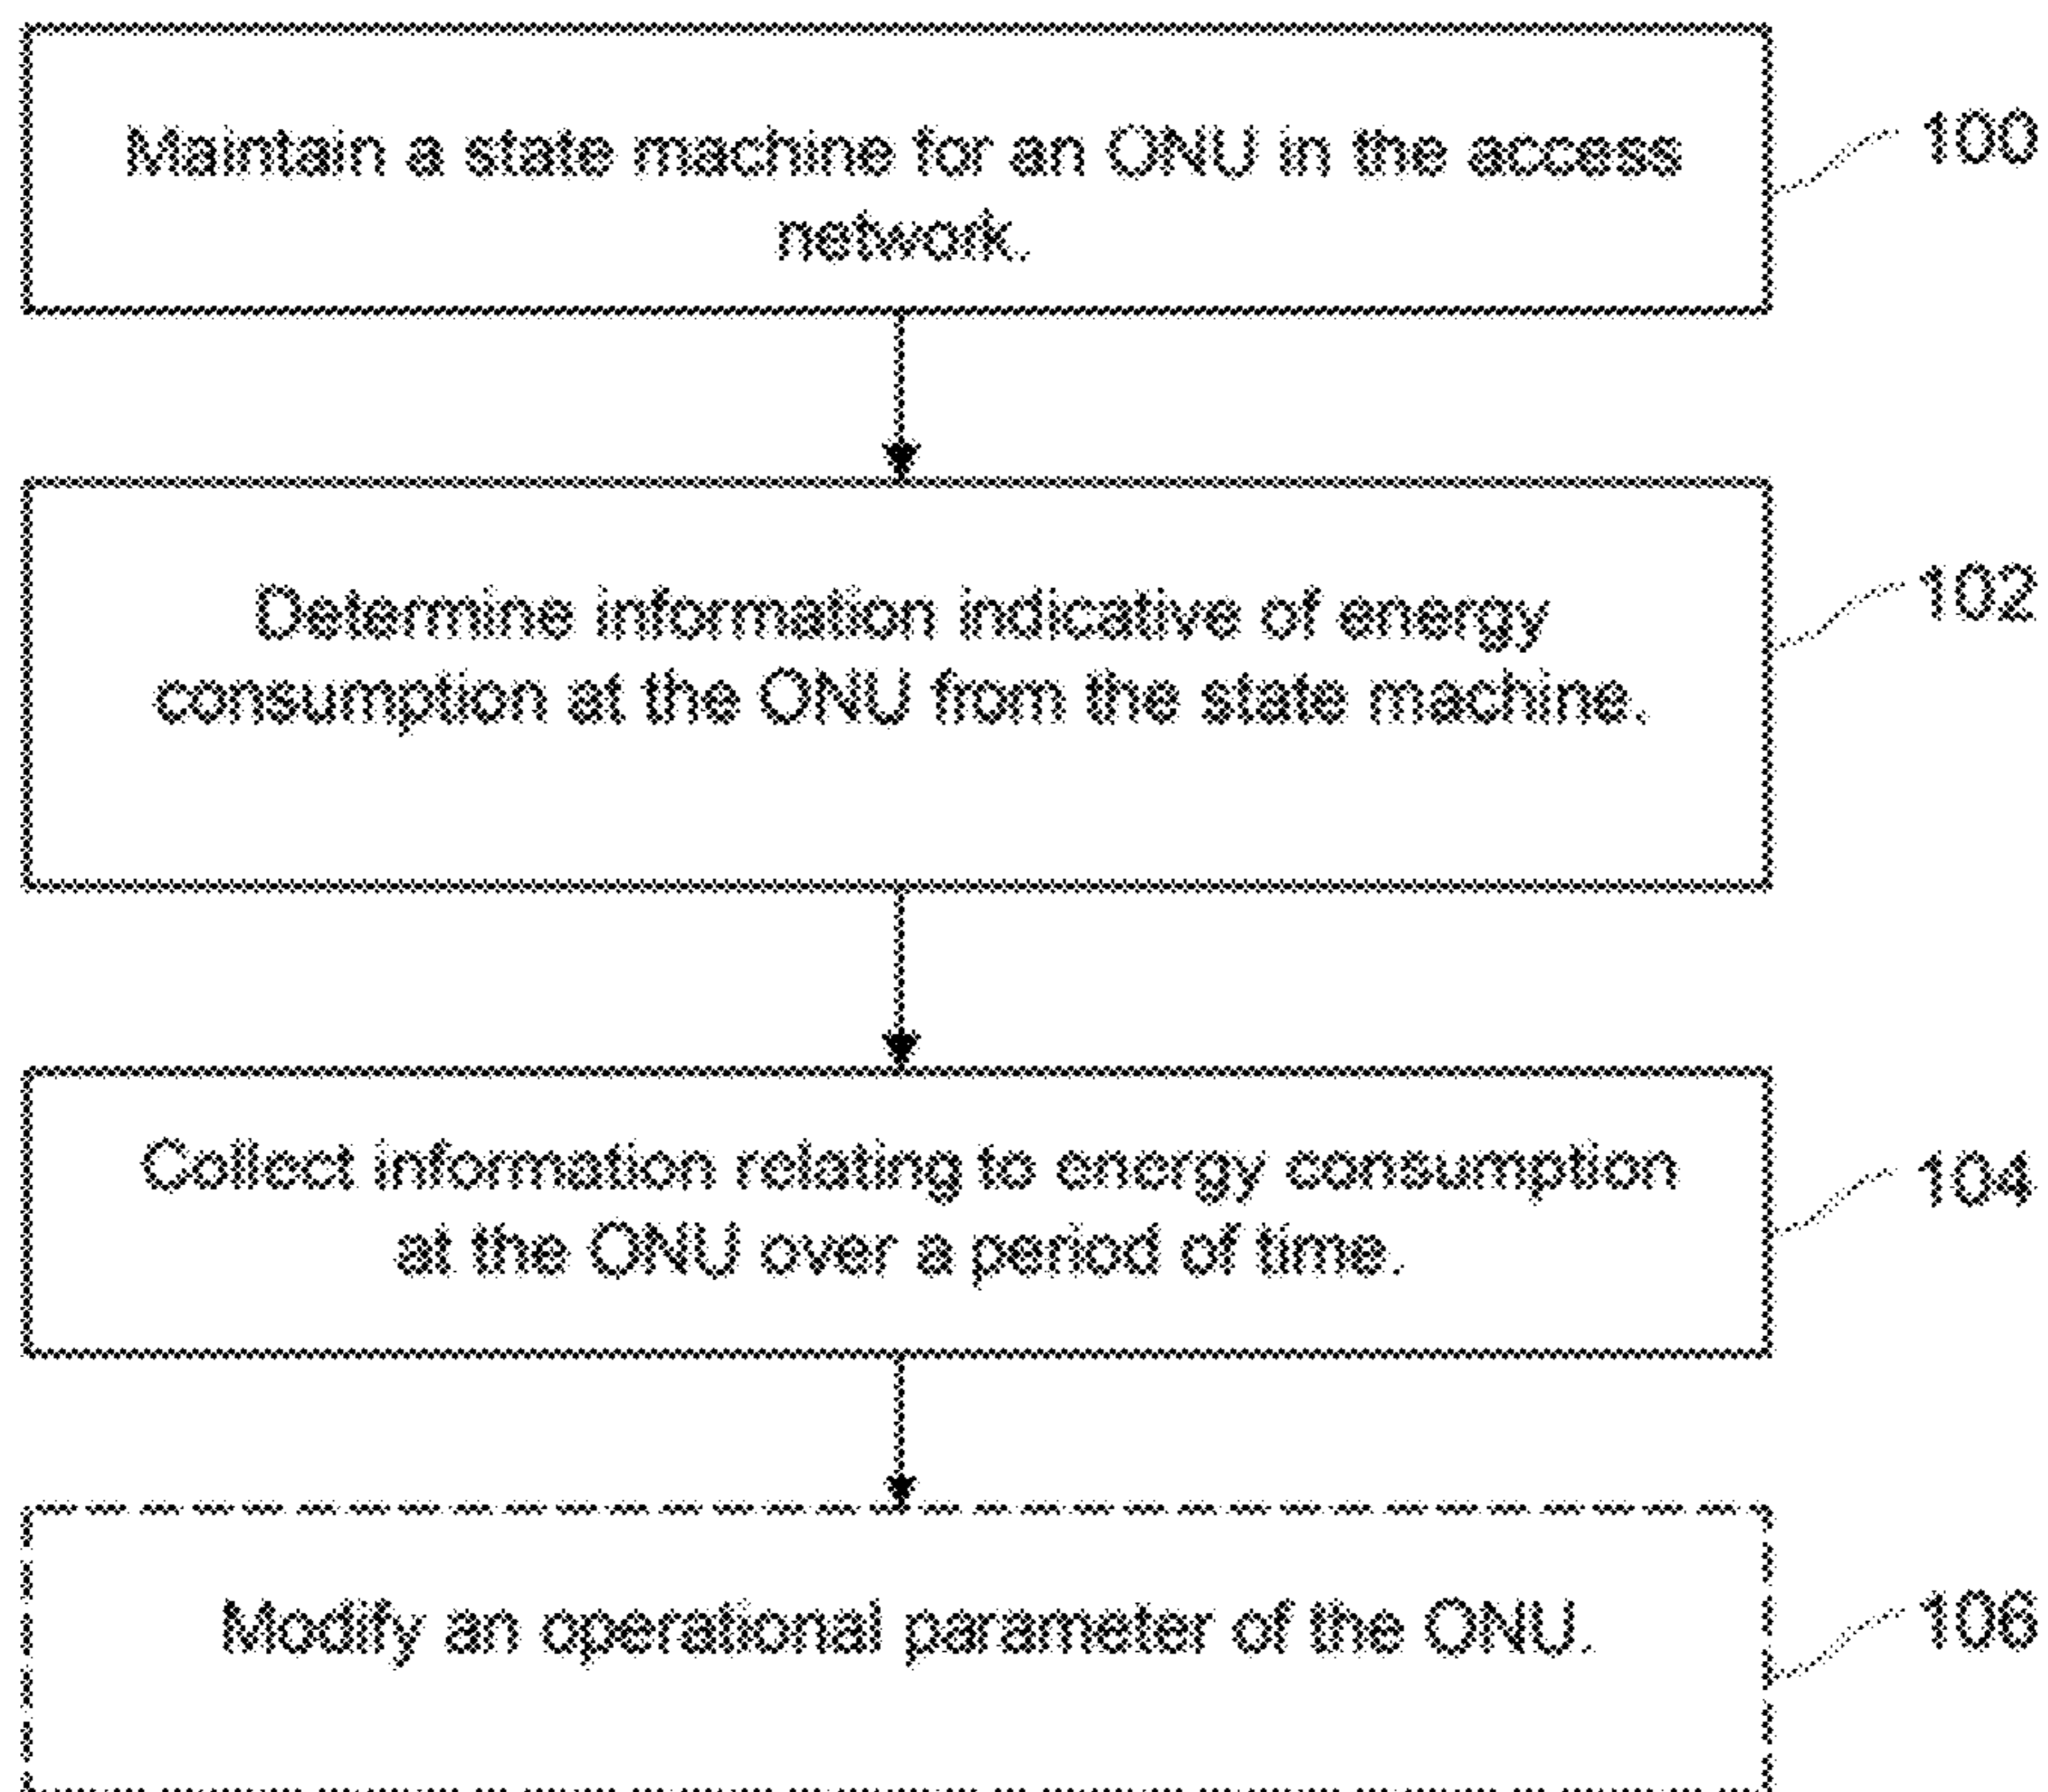 Maintain a state machine for an ONU in the access
network.
100
Determine information indicative of energy
consumption at the ONU from the state machine.
102
Collect information relating to energy consumption
at the ONU over a period of time.
104
Modify an operational parameter of the ONU.
106